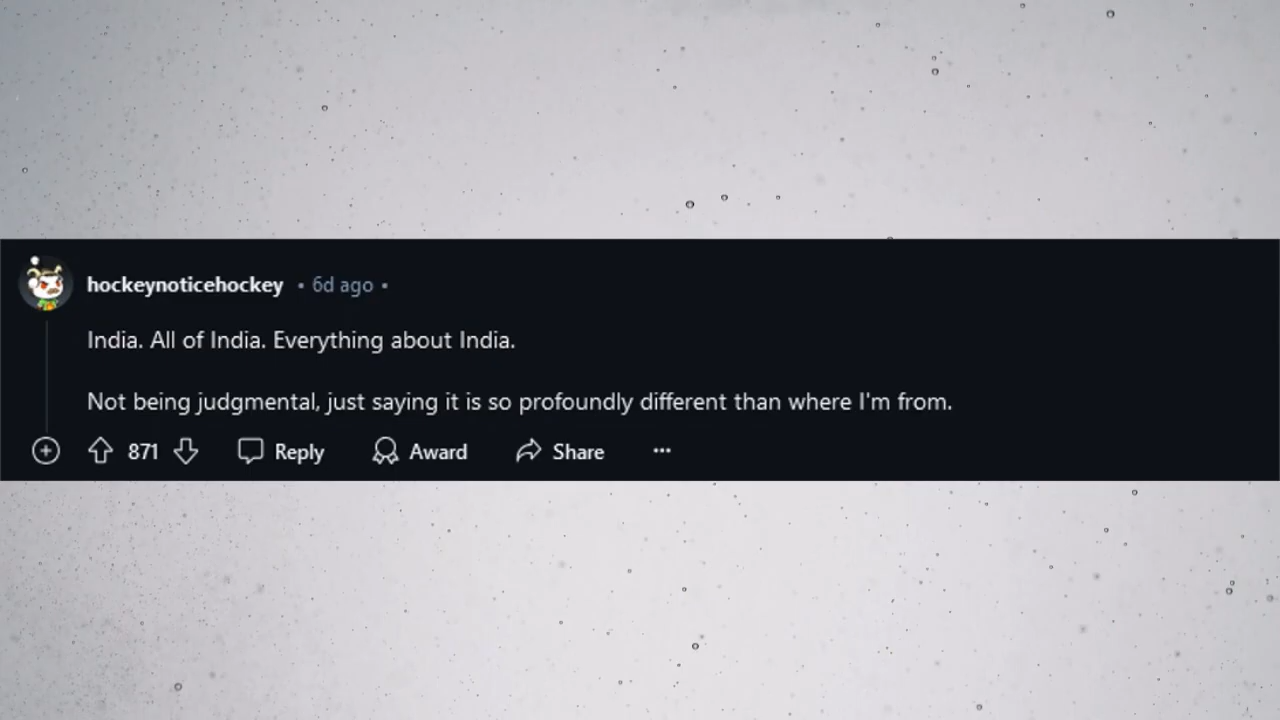 hockeynoticehockey • 6d ago •
India. All of India. Everything about India.
Not being judgmental, just saying it is so profoundly different than where I'm from.
871 Reply Award Share ...